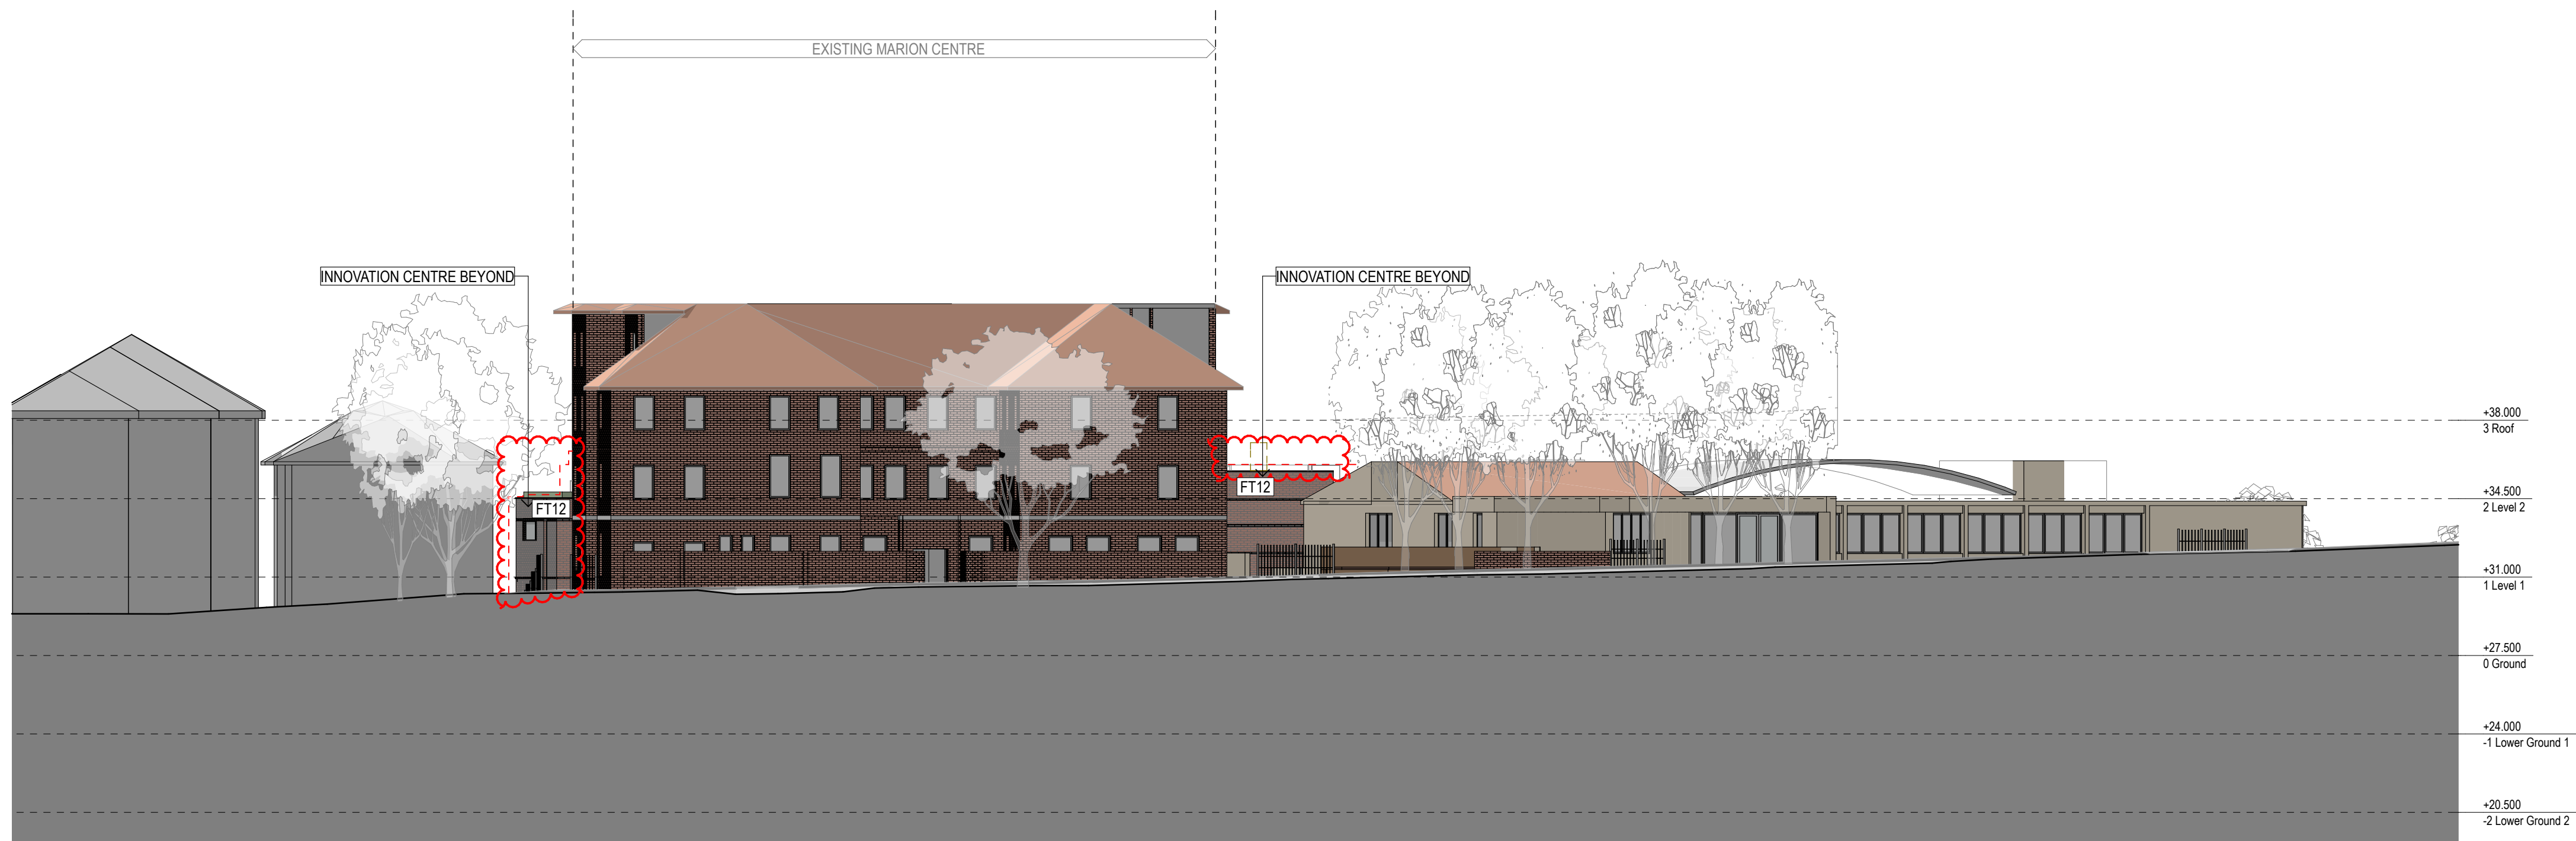 EXISTING MARION CENTRE
INNOVATION CENTRE BEYOND
INNOVATION CENTRE BEYOND
FT12
FT12
+38.000
3 Roof
+34.500
2 Level 2
+31.000
1 Level 1
+27.500
0 Ground
+24.000
-1 Lower Ground 1
+20.500
-2 Lower Ground 2